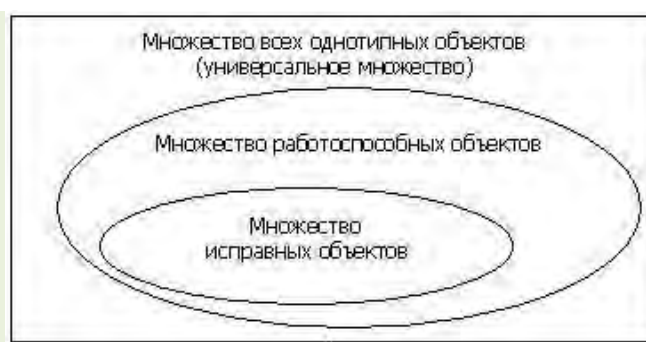 Множество всех однотипных объектов
(универсальное множество)
Множество работоспособных объектов
Множество
исправных объектов